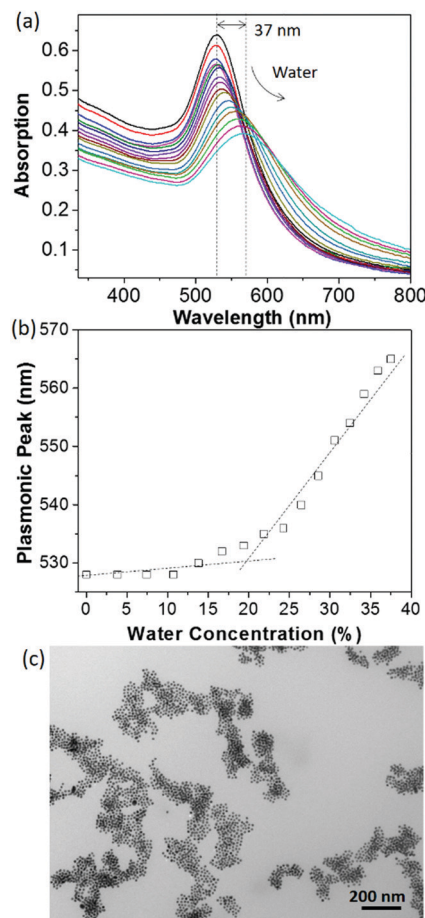 (a)
37 nm
Water
Absorption
0.6
0.5
0.4
0.3
0.2
0.1
400 500 600 700 800
Wavelength (nm)
(b)
Plasmonic Peak (nm)
570
560
550
540
530
0 5 10 15 20 25 30 35 40
Water Concentration (%)
(c)
200 nm